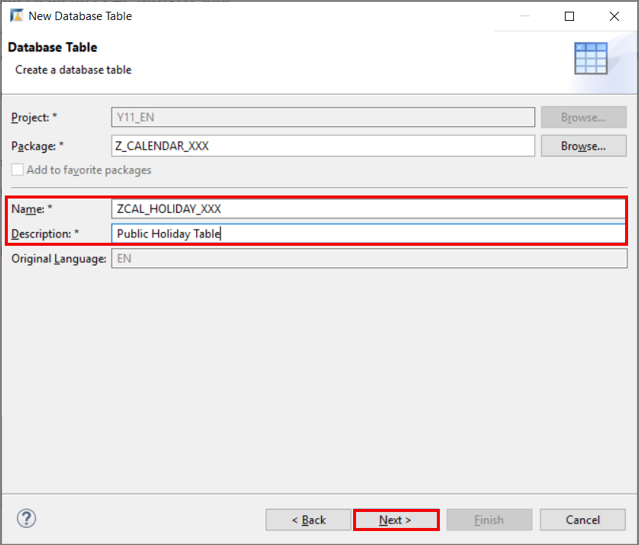 New Database Table
Database Table
Create a database table
Project: * Y11_EN Browse...
Package: * Z_CALENDAR_XXX Browse...
Add to favorite packages
Name: * ZCAL_HOLIDAY_XXX
Description: * Public Holiday Table
Original Language: EN
? < Back Next > Finish Cancel